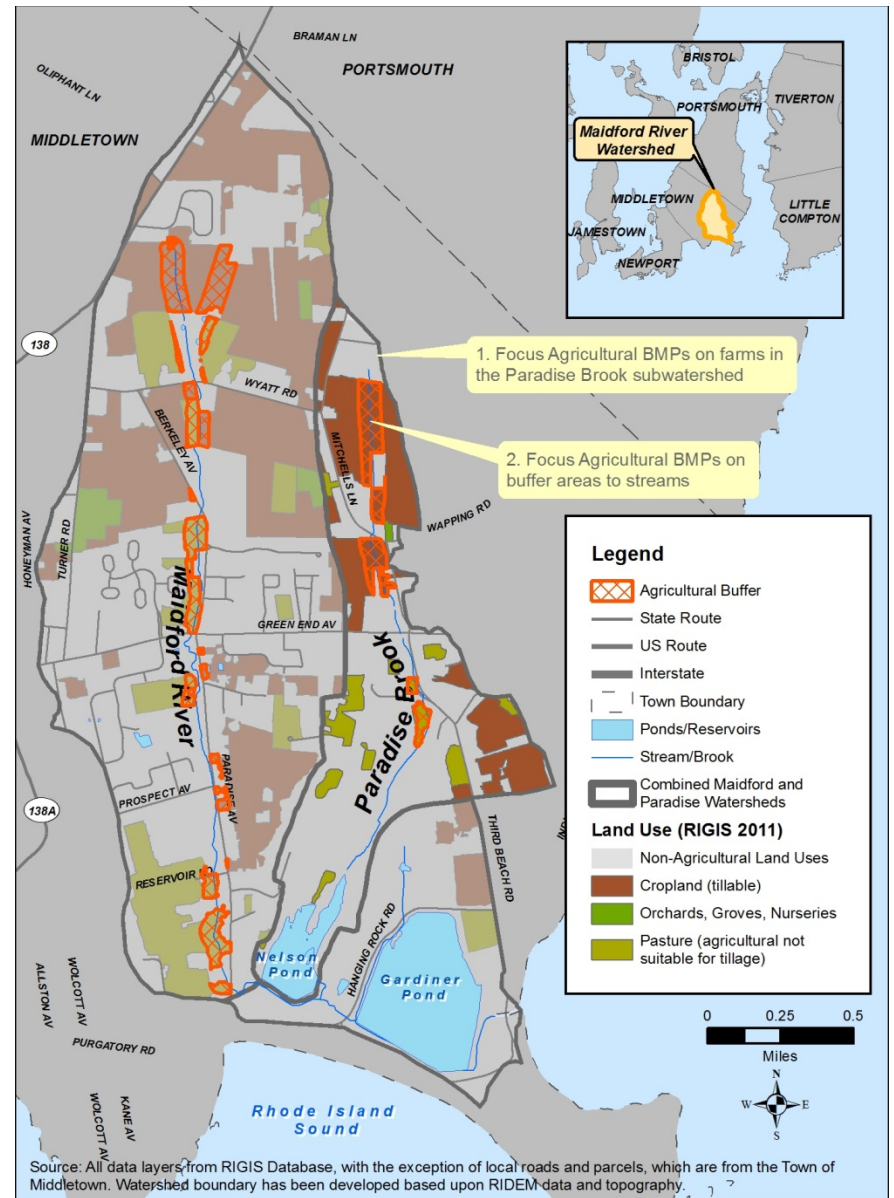 BRAMAN LN
PORTSMOUTH
OLIPHANT LN
MIDDLETOWN
BRISTOL
PORTSMOUTH
TIVERTON
Maidford River
Watershed
MIDDLETOWN
LITTLE
COMPTON
JAMESTOWN
NEWPORT
138
1. Focus Agricultural BMPs on farms in
the Paradise Brook subwatershed
WYATT RD
BERKELEY AV
MITCHELLS LN
2. Focus Agricultural BMPs on
buffer areas to streams
WAPPING RD
HONEYMAN AV
TURNER RD
Maidford River
GREEN END AV
Paradise Brook
PROSPECT AV
PARADISE AV
138A
RESERVOIR
THIRD BEACH RD
HANGING ROCK RD
Nelson
Pond
Gardiner
Pond
ALLSTON AV
WOLCOTT AV
PURGATORY RD
KANE AV
WOLCOTT AV
Rhode Island
Sound
Legend
Agricultural Buffer
State Route
US Route
Interstate
Town Boundary
Ponds/Reservoirs
Stream/Brook
Combined Maidford and
Paradise Watersheds
Land Use (RIGIS 2011)
Non-Agricultural Land Uses
Cropland (tillable)
Orchards, Groves, Nurseries
Pasture (agricultural not
suitable for tillage)
0 0.25 0.5
Miles
N
W E
S
Source: All data layers from RIGIS Database, with the exception of local roads and parcels, which are from the Town of
Middletown. Watershed boundary has been developed based upon RIDEM data and topography.